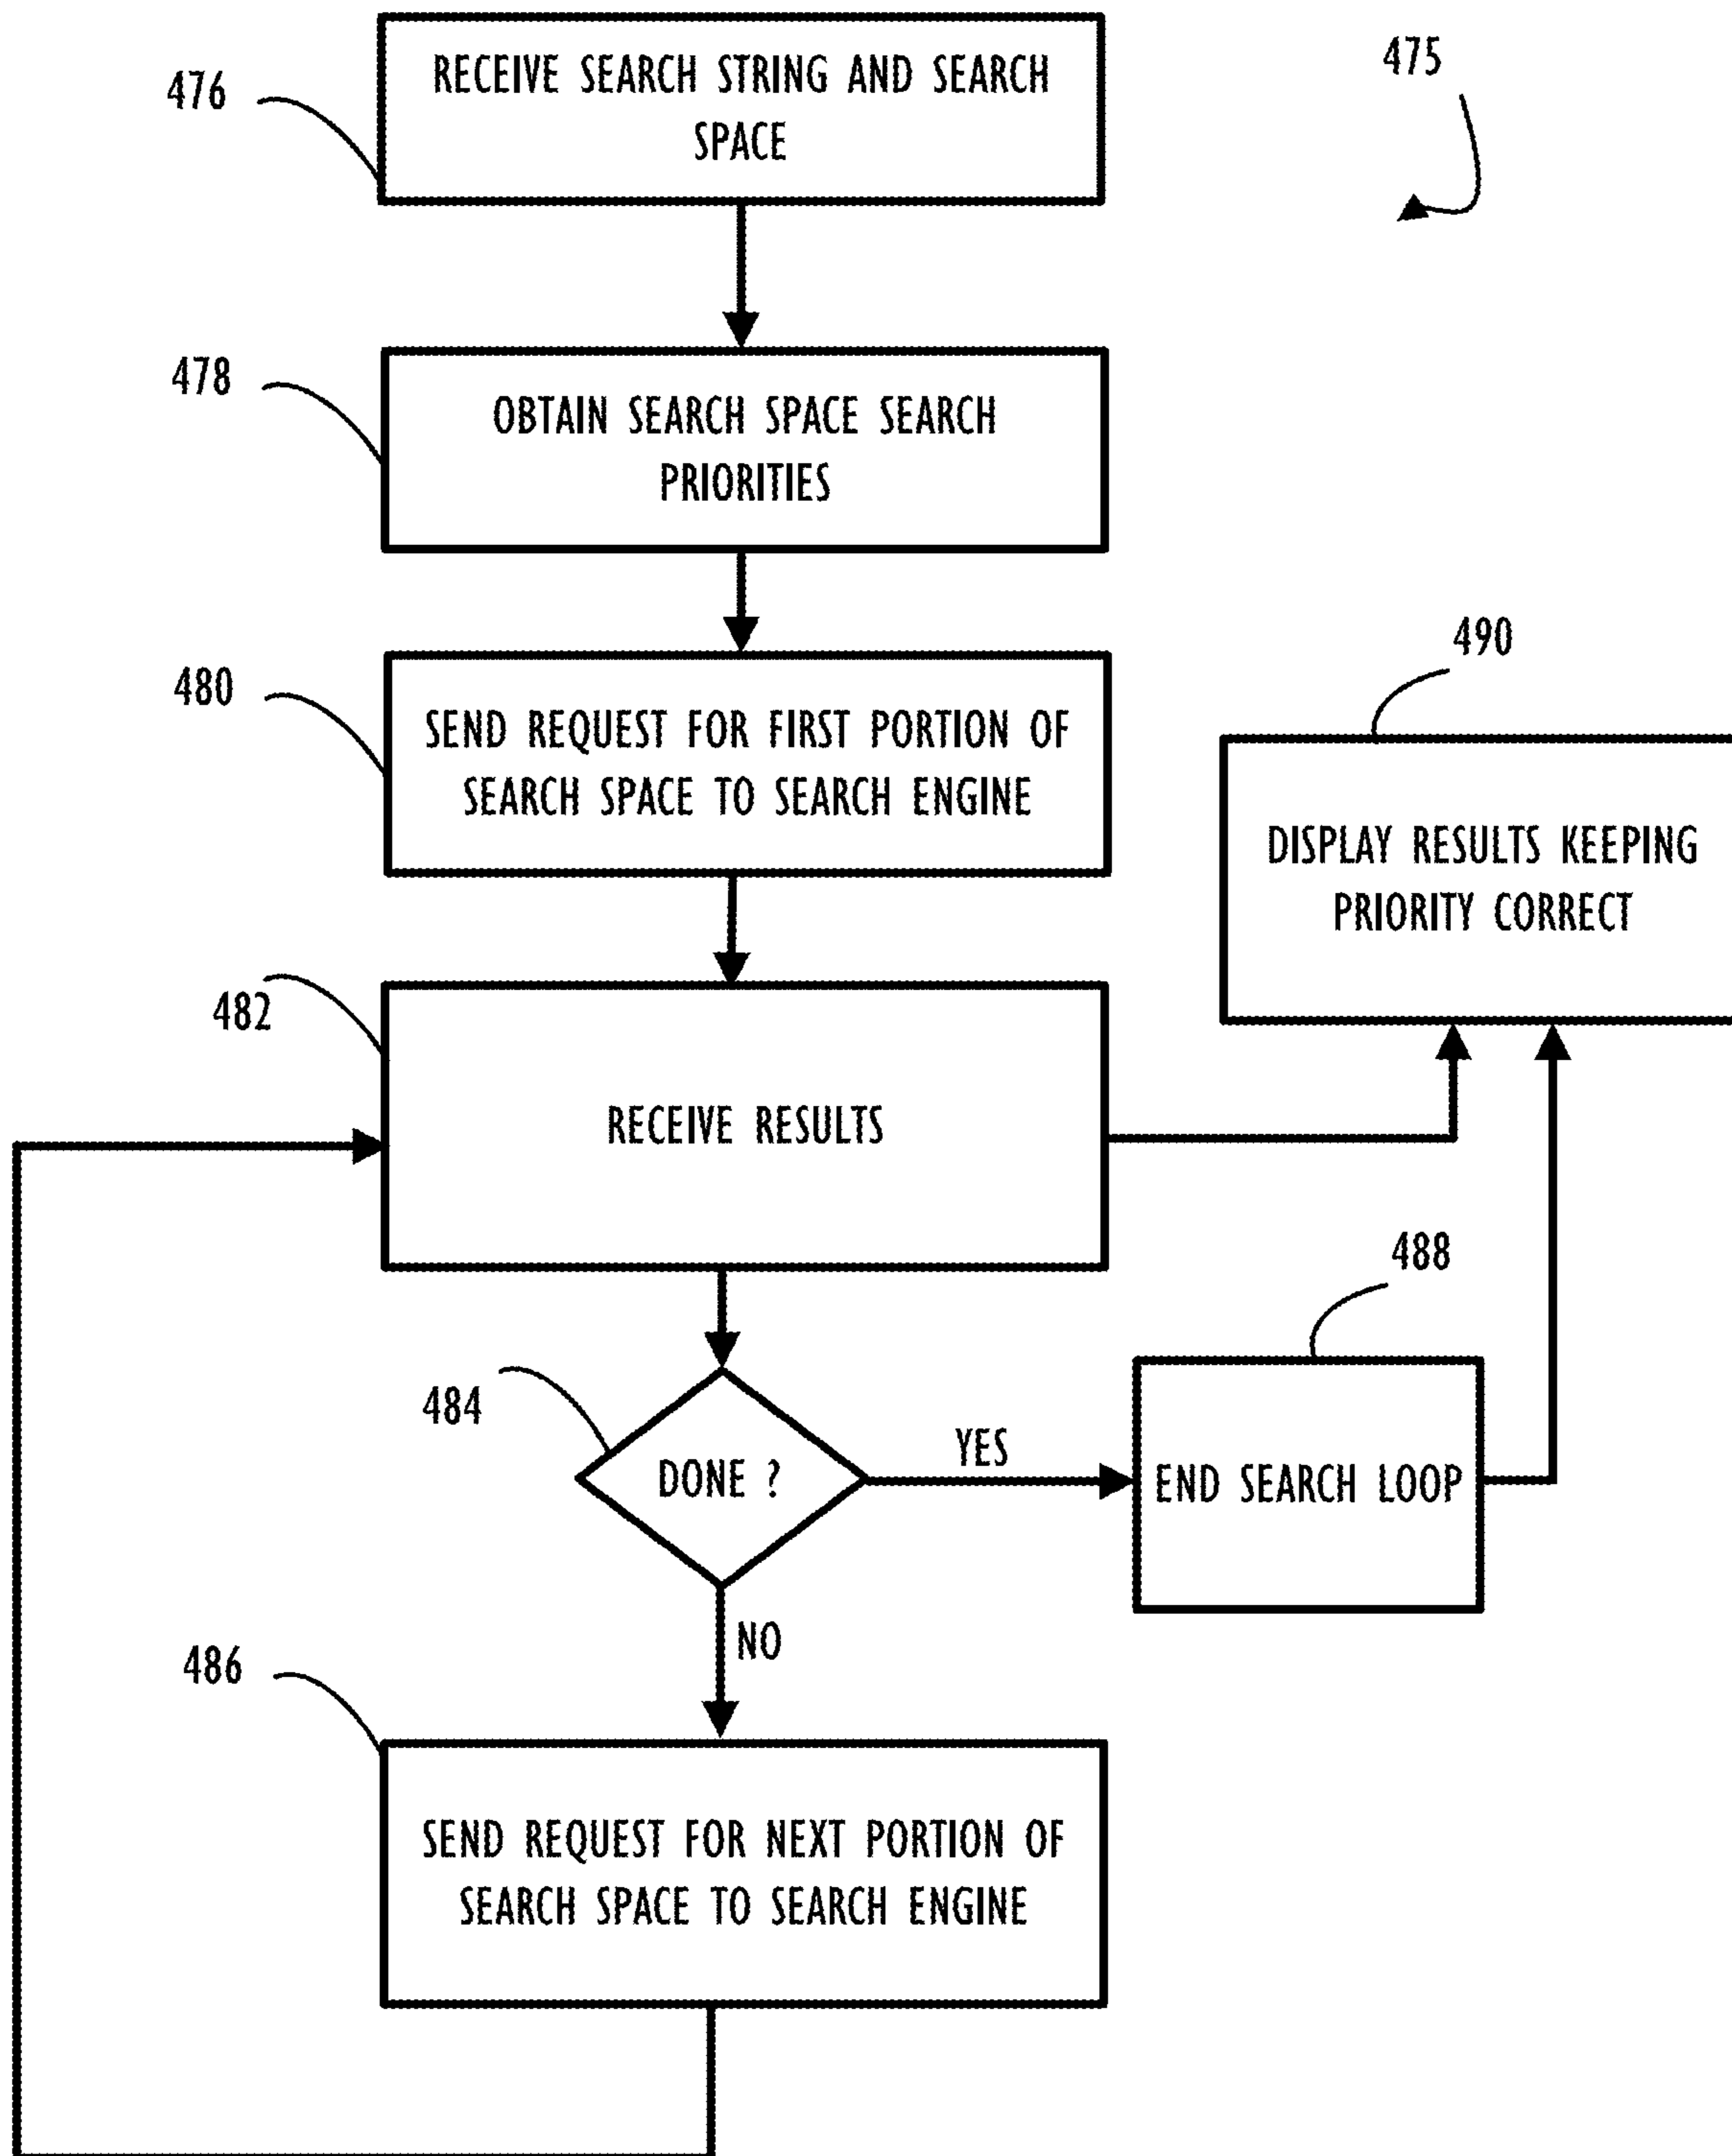 475
476
RECEIVE SEARCH STRING AND SEARCH
SPACE
478
OBTAIN SEARCH SPACE SEARCH
PRIORITIES
480
SEND REQUEST FOR FIRST PORTION OF
SEARCH SPACE TO SEARCH ENGINE
490
DISPLAY RESULTS KEEPING
PRIORITY CORRECT
482
RECEIVE RESULTS
484
DONE ?
YES
488
END SEARCH LOOP
NO
486
SEND REQUEST FOR NEXT PORTION OF
SEARCH SPACE TO SEARCH ENGINE